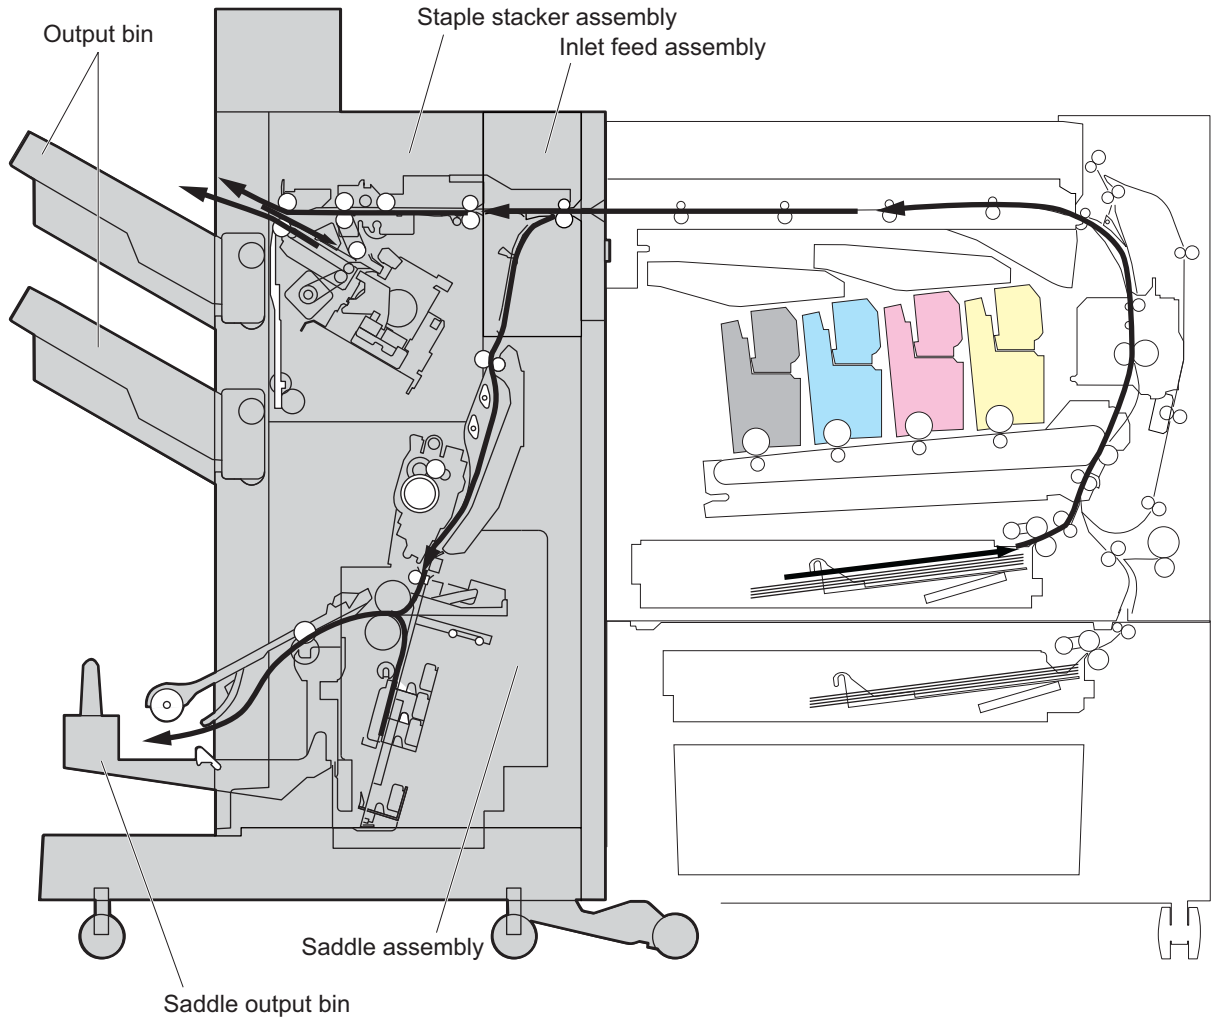 Staple stacker assembly
Output bin
Inlet feed assembly
Saddle assembly
Saddle output bin